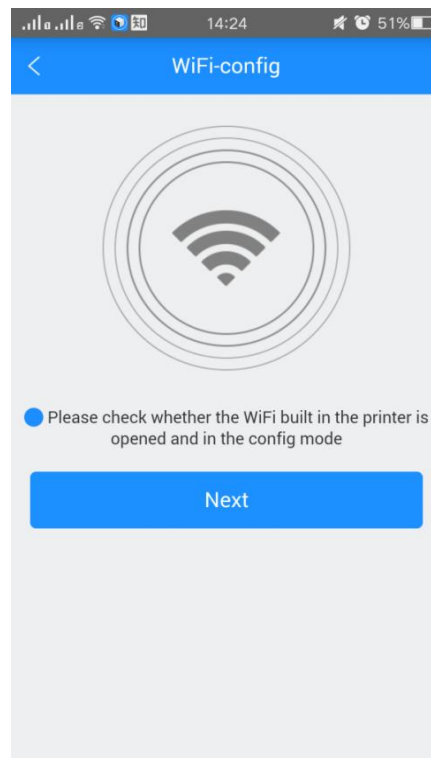 知 14:24 51%
WiFi-config
Please check whether the WiFi built in the printer is
opened and in the config mode
Next